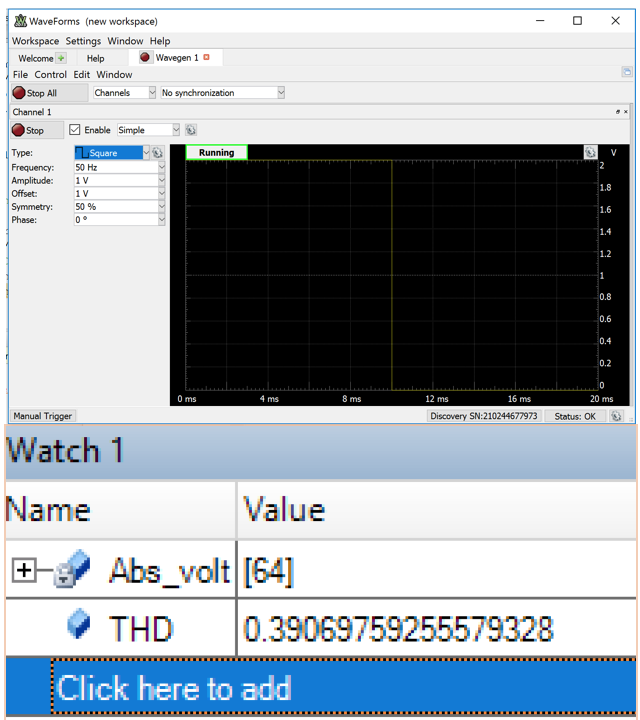 WaveForms (new workspace)
Workspace Settings Window Help
Welcome Help Wavegen 1
File Control Edit Window
Stop All Channels No synchronization
Channel 1
Stop Enable Simple
Type: Square
Frequency: 50 Hz
Amplitude: 1 V
Offset: 1 V
Symmetry: 50 %
Phase: 0 º
Running V
2
1.8
1.6
1.4
1.2
1
0.8
0.6
0.4
0.2
0
0 ms 4 ms 8 ms 12 ms 16 ms 20 ms
Manual Trigger Discovery SN:210244677973 Status: OK
Watch 1
Name Value
Abs_volt [64]
THD 0.39069759255579328
Click here to add